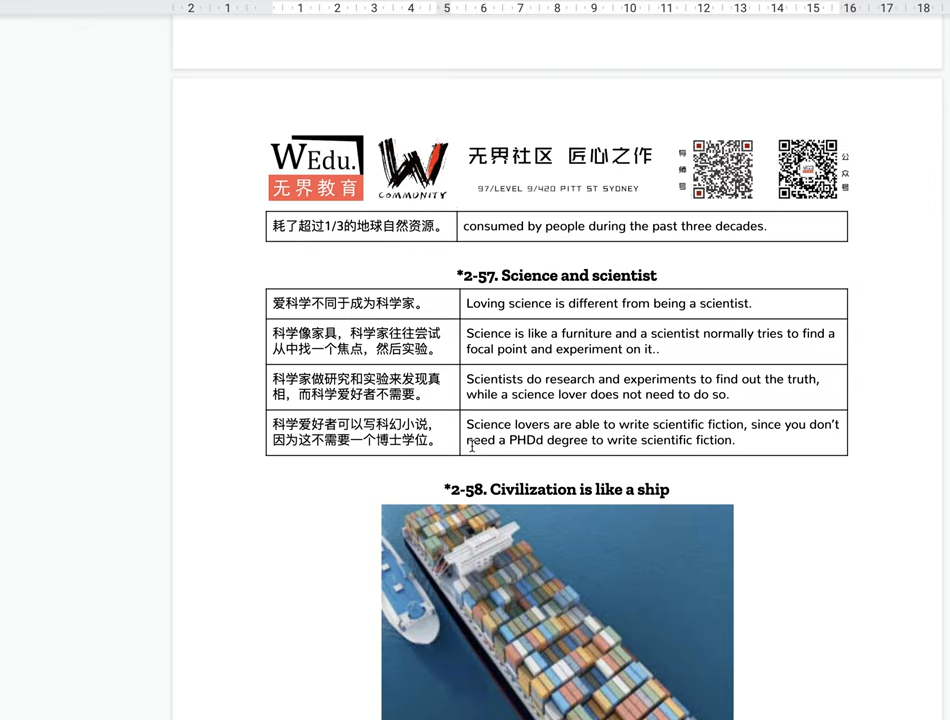 2 1 1 2 3 4 5 6 7 8 9 10 11 12 13 14 15 16 17 18
WEDU.
无界教育
W
COMMUNITY
无界社区 匠心之作
97/LEVEL 9/420 PITT ST SYDNEY
导师号
公众号
耗了超过1/3的地球自然资源。
consumed by people during the past three decades.
*2-57. Science and scientist
爱科学不同于成为科学家。
Loving science is different from being a scientist.
科学像家具，科学家往往尝试
从中找一个焦点，然后实验。
Science is like a furniture and a scientist normally tries to find a
focal point and experiment on it..
科学家做研究和实验来发现真
相，而科学爱好者不需要。
Scientists do research and experiments to find out the truth,
while a science lover does not need to do so.
科学爱好者可以写科幻小说，
因为这不需要一个博士学位。
Science lovers are able to write scientific fiction, since you don't
need a PHDd degree to write scientific fiction.
*2-58. Civilization is like a ship